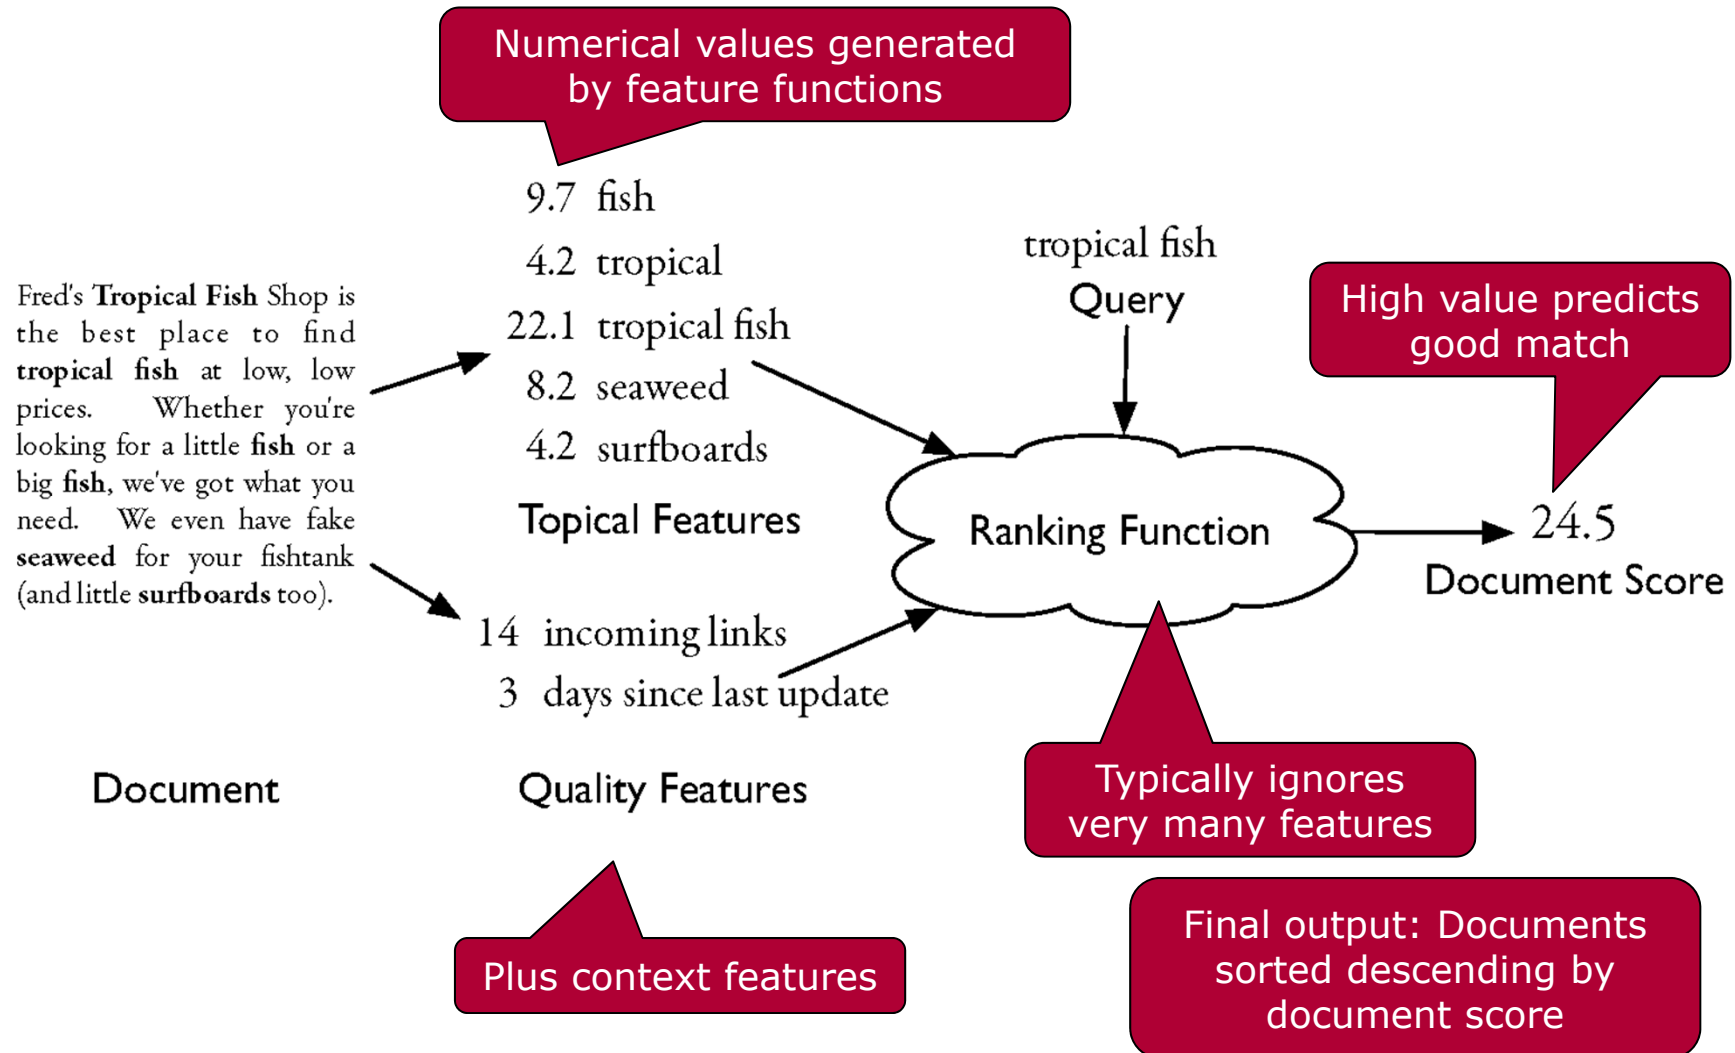 Numerical values generated
by feature functions
9.7 fish
4.2 tropical
22.1 tropical fish
8.2 seaweed
4.2 surfboards
Topical Features
Fred's Tropical Fish Shop is
the best place to find
tropical fish at low, low
prices. Whether you're
looking for a little fish or a
big fish, we've got what you
need. We even have fake
seaweed for your fishtank
(and little surfboards too).
tropical fish
Query
High value predicts
good match
Ranking Function
24.5
Document Score
14 incoming links
3 days since last update
Document
Quality Features
Typically ignores
very many features
Plus context features
Final output: Documents
sorted descending by
document score